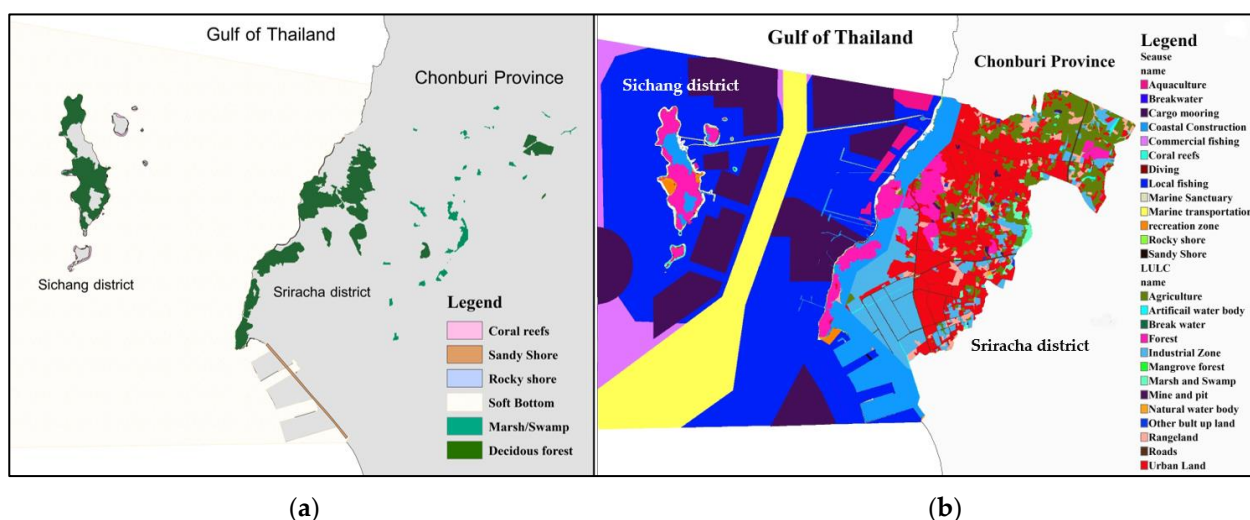 Gulf of Thailand
Chonburi Province
Sichang district
Sriracha district
Legend
Coral reefs
Sandy Shore
Rocky shore
Soft Bottom
Marsh/Swamp
Decidous forest
(a)
Gulf of Thailand
Sichang district
Chonburi Province
Sriracha district
Legend
Seause
name
Aquaculture
Breakwater
Cargo mooring
Coastal Construction
Commercial fishing
Coral reefs
Diving
Local fishing
Marine Sanctuary
Marine transportation
recreation zone
Rocky shore
Sandy Shore
LULC
name
Agriculture
Artificail water body
Break water
Forest
Industrial Zone
Mangrove forest
Marsh and Swamp
Mine and pit
Natural water body
Other bult up land
Rangeland
Roads
Urban Land
(b)